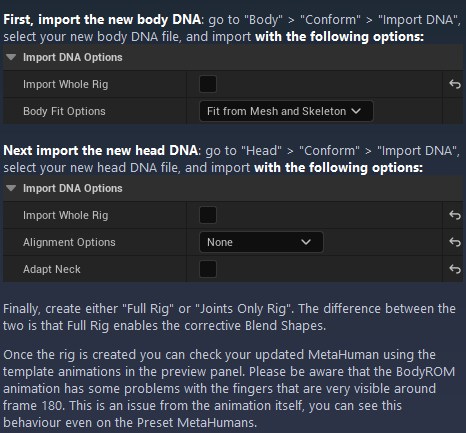 First, import the new body DNA: go to "Body" > "Conform" > "Import DNA",
select your new body DNA file, and import with the following options:
Import DNA Options
Import Whole Rig
Body Fit Options Fit from Mesh and Skeleton
Next import the new head DNA: go to "Head" > "Conform" > "Import DNA",
select your new head DNA file, and import with the following options:
Import DNA Options
Import Whole Rig
Alignment Options None
Adapt Neck
Finally, create either "Full Rig" or "Joints Only Rig". The difference between the
two is that Full Rig enables the corrective Blend Shapes.
Once the rig is created you can check your updated MetaHuman using the
template animations in the preview panel. Please be aware that the BodyROM
animation has some problems with the fingers that are very visible around
frame 180. This is an issue from the animation itself, you can see this
behaviour even on the Preset MetaHumans.